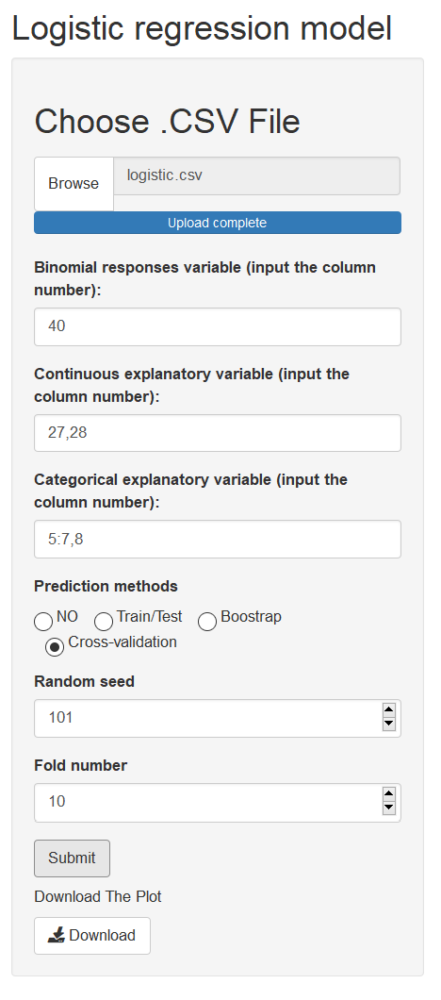 Logistic regression model
Choose .CSV File
Browse logistic.csv
Upload complete
Binomial responses variable (input the column
number):
40
Continuous explanatory variable (input the
column number):
27,28
Categorical explanatory variable (input the
column number):
5:7,8
Prediction methods
NO Train/Test Boostrap
Cross-validation
Random seed
101
Fold number
10
Submit
Download The Plot
Download